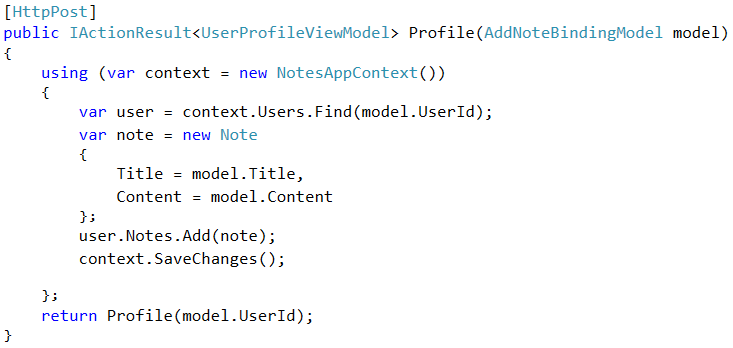 [HttpPost]
public IActionResult<UserProfileViewModel> Profile(AddNoteBindingModel model)
{
    using (var context = new NotesAppContext())
    {
        var user = context.Users.Find(model.UserId);
        var note = new Note
        {
            Title = model.Title,
            Content = model.Content
        };
        user.Notes.Add(note);
        context.SaveChanges();

    };
    return Profile(model.UserId);
}